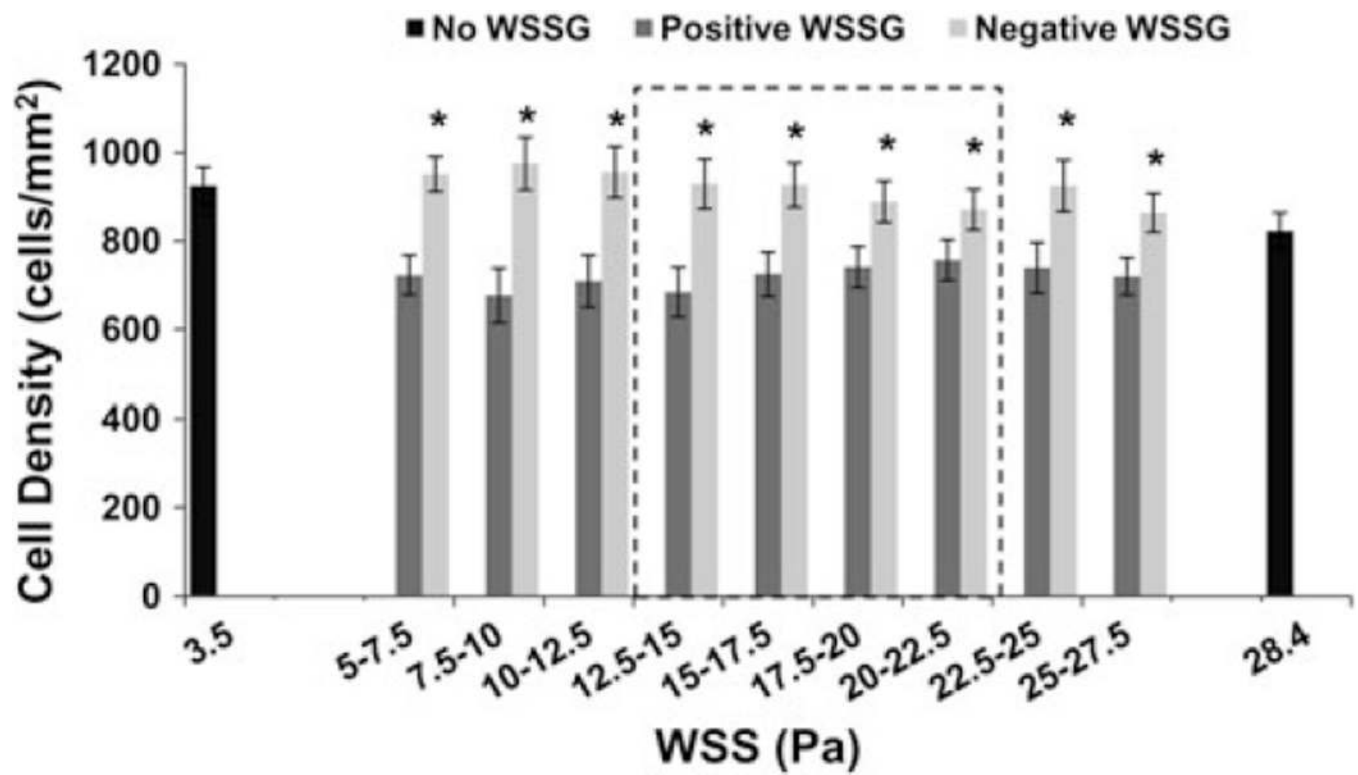 No WSSG Positive WSSG Negative WSSG
1200
1000
800
600
400
200
0
Cell Density (cells/mm²)
* * * * * * * * *
3.5 5-7.5 7.5-10 10-12.5 12.5-15 15-17.5 17.5-20 20-22.5 22.5-25 25-27.5 28.4
WSS (Pa)